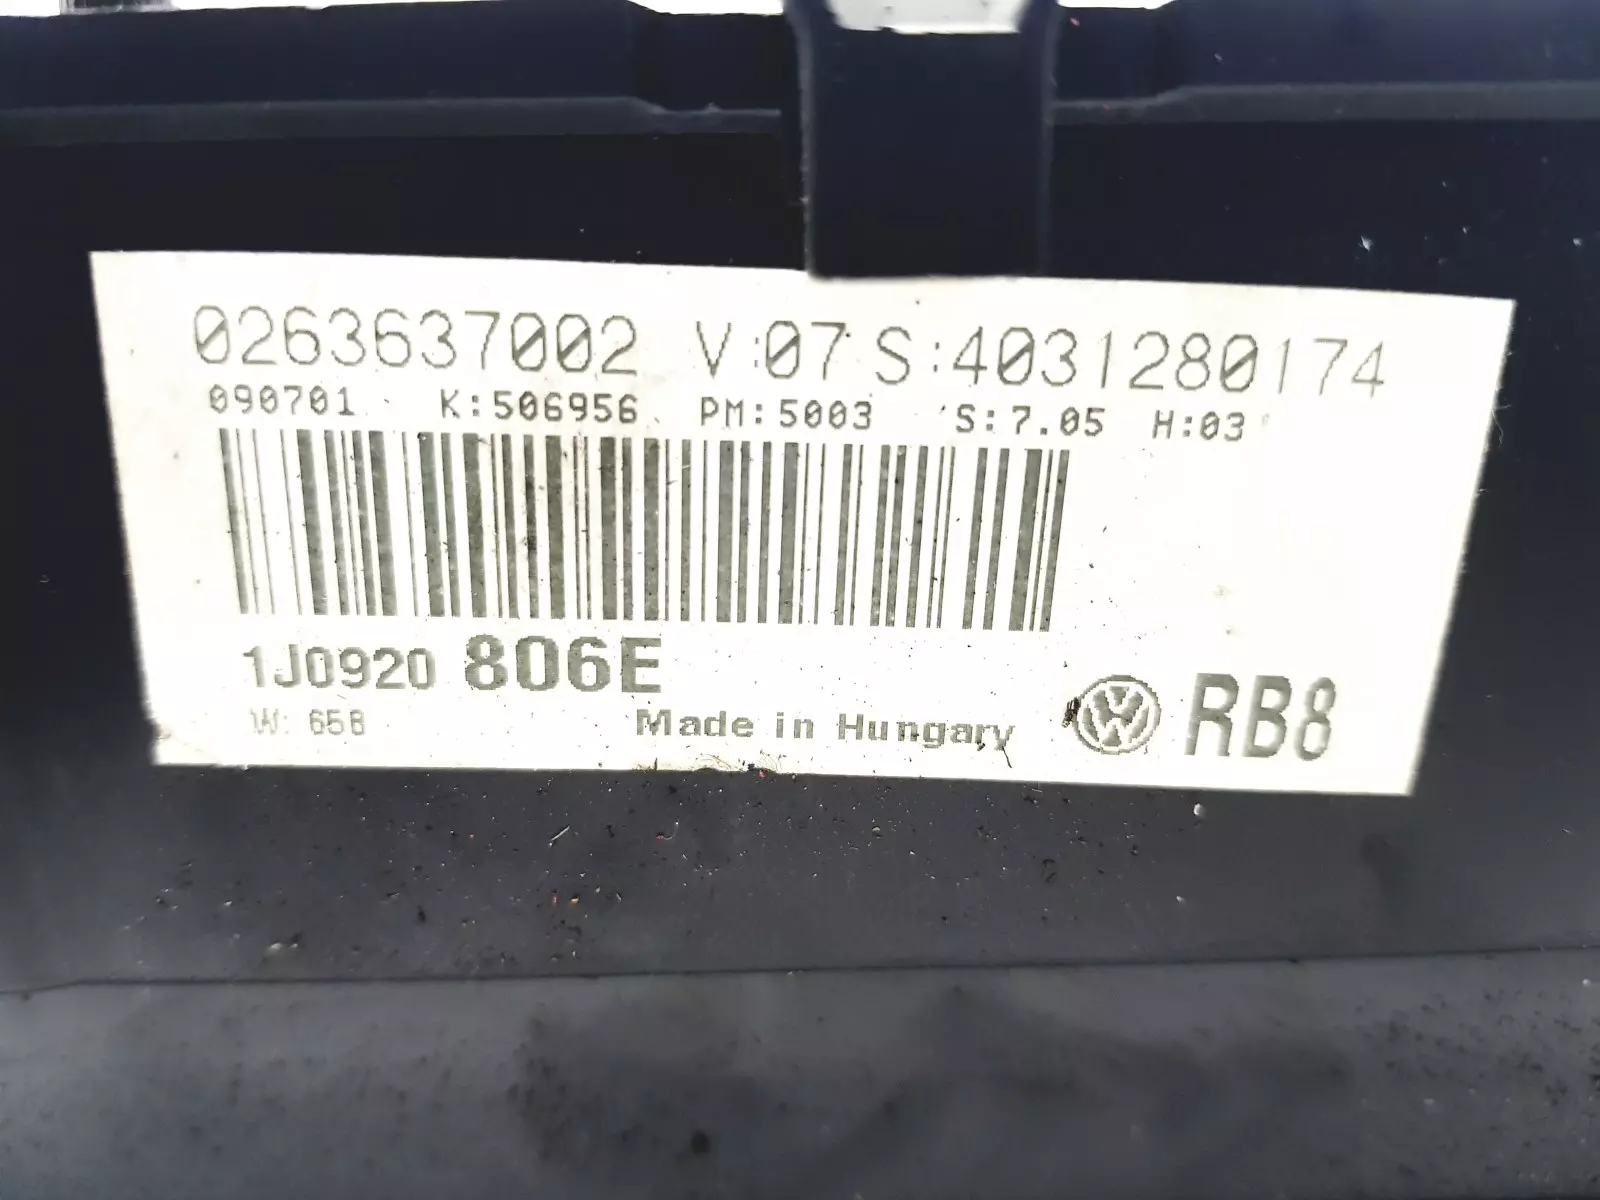 0263637002 V:07 S:4031280174
090701 K:506956 PM:5003 S:7.05 H:03
1J0920 806E
W: 658 Made in Hungary RB8